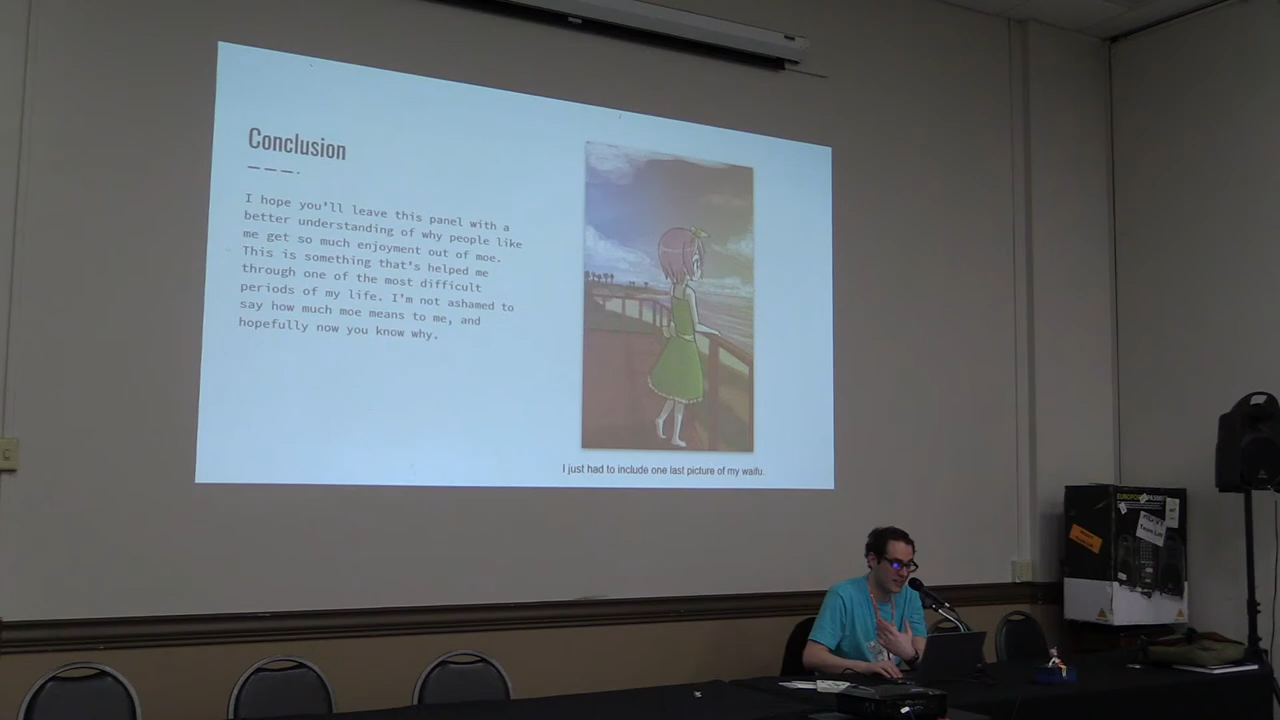 Conclusion
I hope you'll leave this panel with a
better understanding of why people like
me get so much enjoyment out of moe.
This is something that's helped me
through one of the most difficult
periods of my life. I'm not ashamed to
say how much moe means to me, and
hopefully now you know why.
I just had to include one last picture of my waifu.
Team Lob